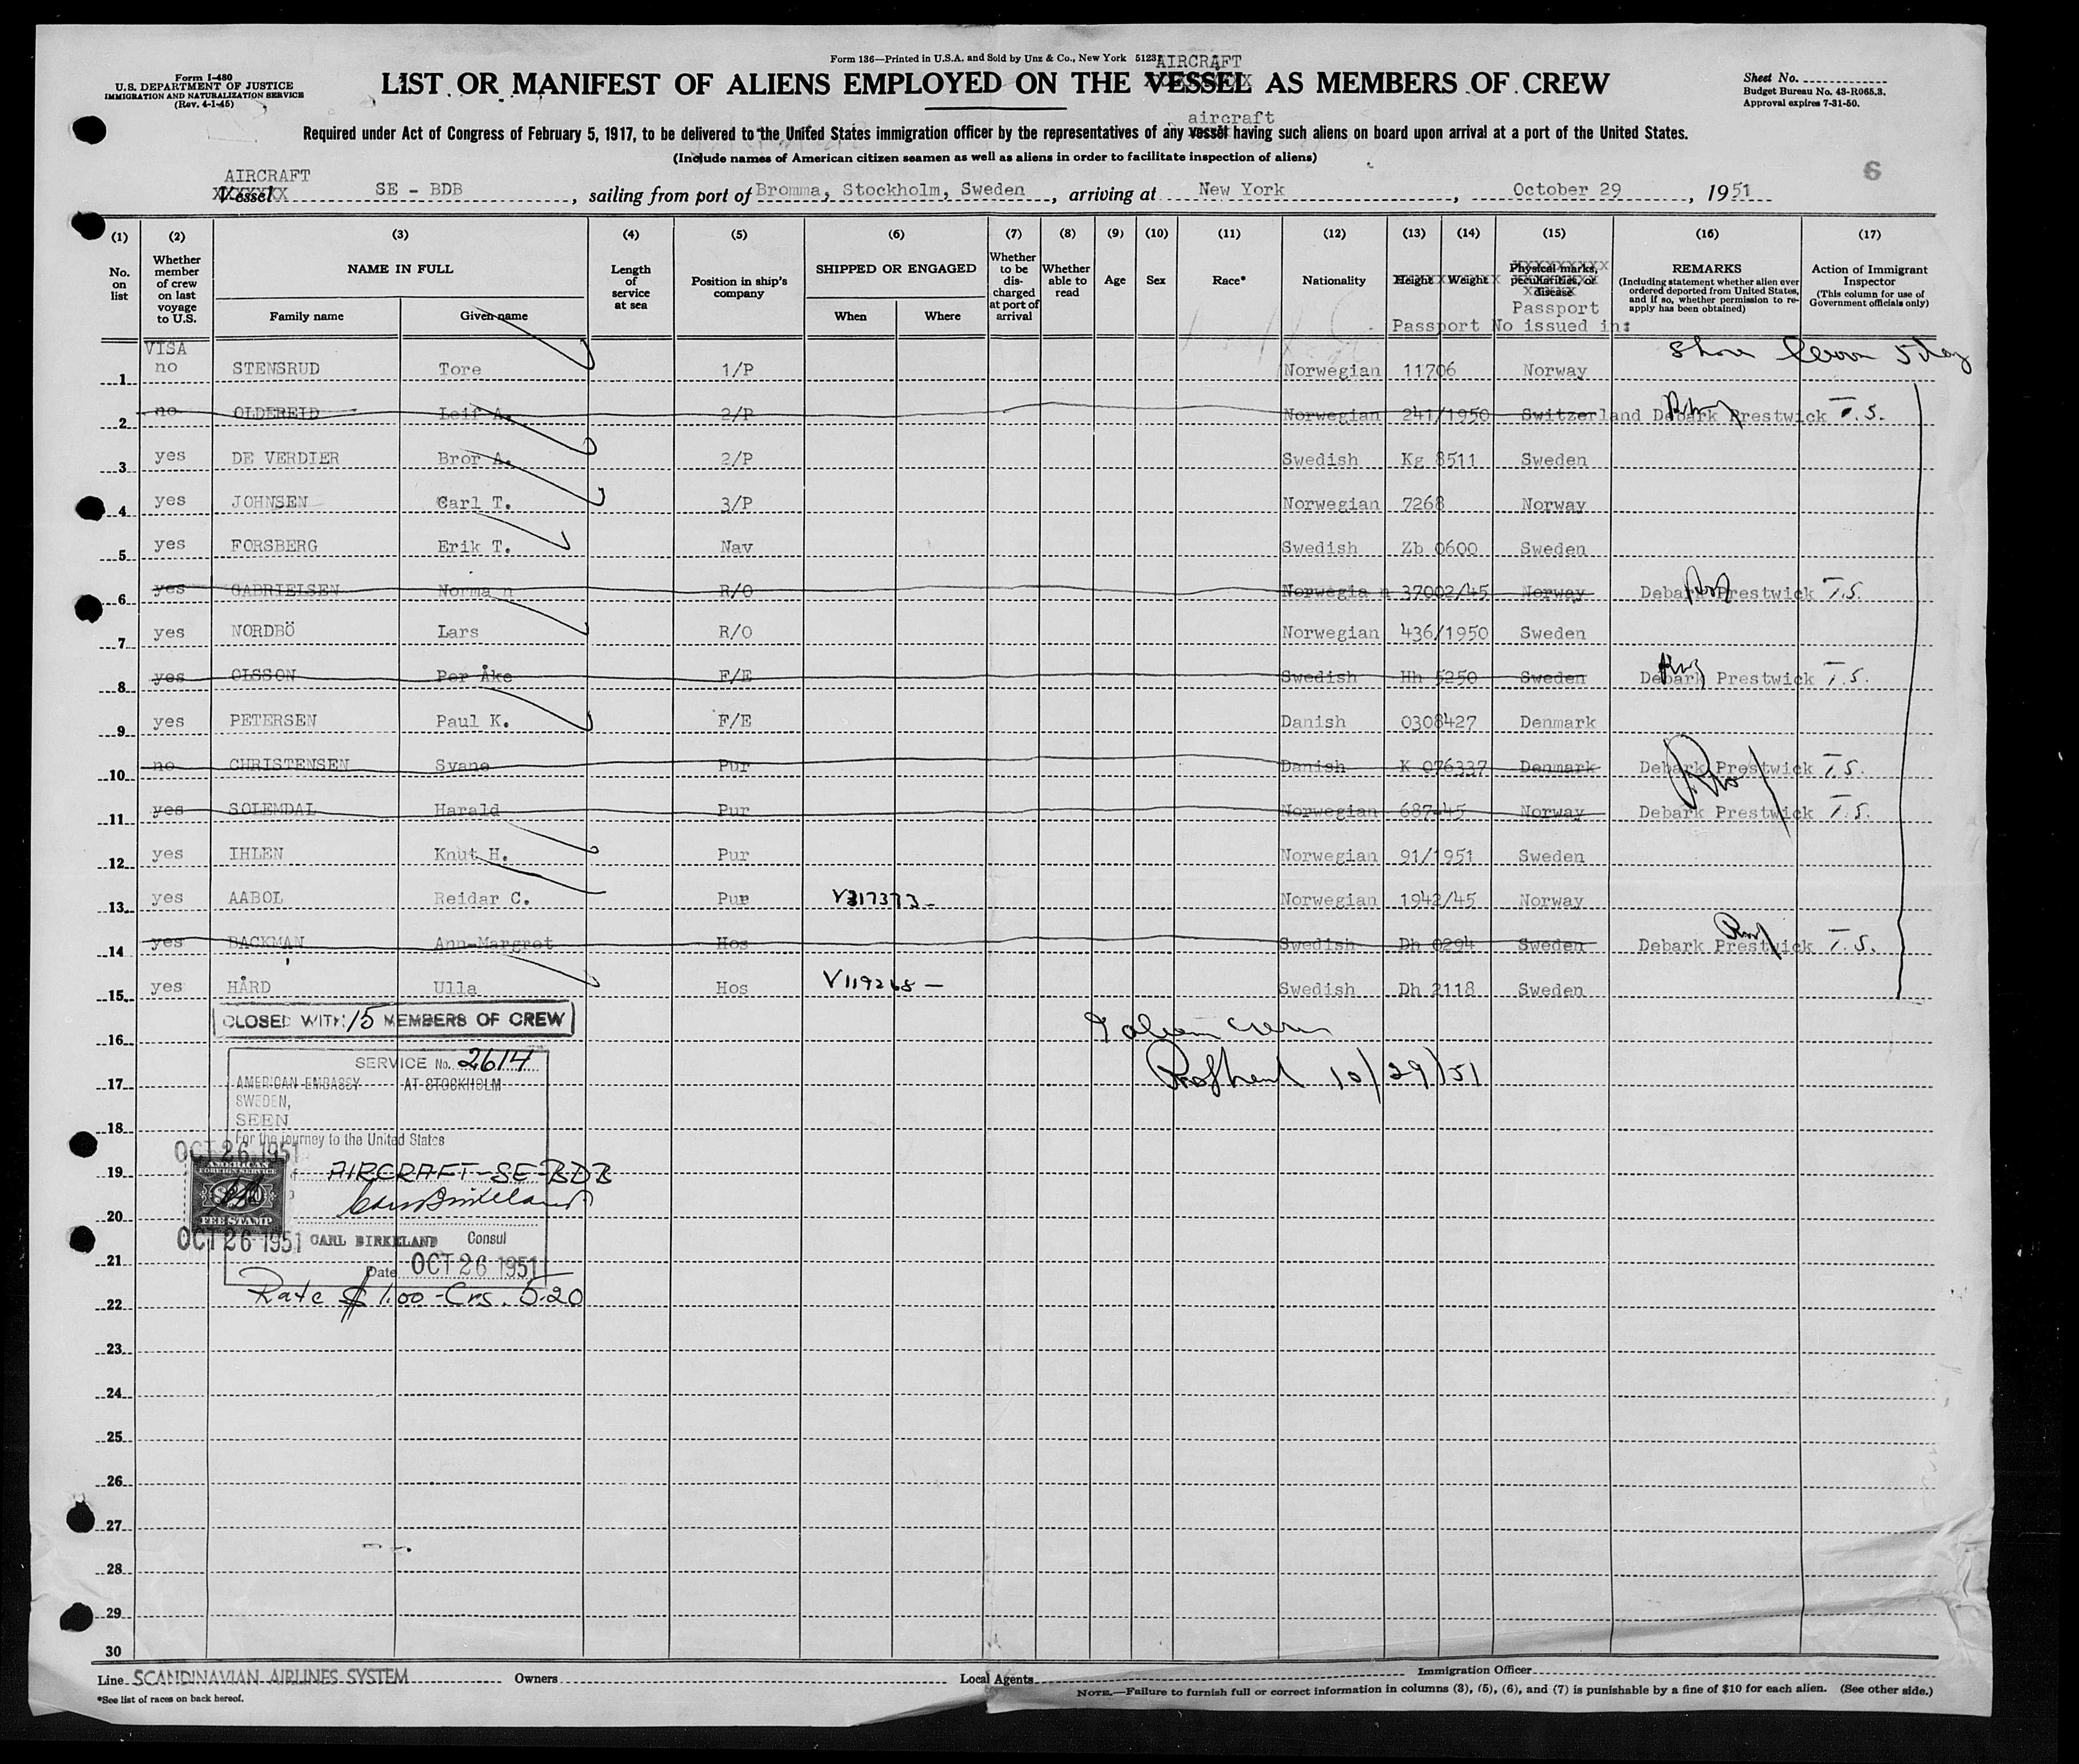 Form 136—Printed in U.S.A. and Sold by Unz & Co., New York 51231
Form I-480
U.S. DEPARTMENT OF JUSTICE
IMMIGRATION AND NATURALIZATION SERVICE
(Rev. 4-1-45)
AIRCRAFT
LIST OR MANIFEST OF ALIENS EMPLOYED ON THE VESSEL AS MEMBERS OF CREW
Sheet No.
Budget Bureau No. 43-R065.3.
Approval expires 7-31-50.
aircraft
Required under Act of Congress of February 5, 1917, to be delivered to the United States immigration officer by the representatives of any vessel having such aliens on board upon arrival at a port of the United States.
(Include names of American citizen seamen as well as aliens in order to facilitate inspection of aliens)
6
AIRCRAFT
Vessel SE - BDB, sailing from port of Bromma, Stockholm, Sweden, arriving at New York, October 29, 1951
(1) (2) (3) (4) (5) (6) (7) (8) (9) (10) (11) (12) (13) (14) (15) (16) (17)
No. on list
Whether member of crew on last voyage to U.S.
NAME IN FULL
Family name
Given name
Length of service at sea
Position in ship's company
SHIPPED OR ENGAGED
When
Where
Whether to be discharged at port of arrival
Whether able to read
Age
Sex
Race*
Nationality
Height
Weight
Physical marks, peculiarities, or disease
Passport
Passport No issued in:
REMARKS
(Including statement whether alien ever ordered deported from United States, and if so, whether permission to reapply has been obtained)
Action of Immigrant Inspector
(This column for use of Government officials only)
VISA
Shore 5 day
1 no STENSRUD Tore 1/P Norwegian 11706 Norway
2 no OLDEREID Leif A. 2/P Norwegian 241/1950 Switzerland Debark Prestwick T.S.
3 yes DE VERDIER Bror A. 2/P Swedish Kg 8511 Sweden
4 yes JOHNSEN Carl T. 3/P Norwegian 7268 Norway
5 yes FORSBERG Erik T. Nav Swedish Zb 0600 Sweden
6 yes GABRIELSEN Norma n R/O Norwegia n 37002/45 Norway Debark Prestwick T.S.
7 yes NORDBÖ Lars R/O Norwegian 436/1950 Sweden
8 yes OLSSON Per Åke F/E Swedish Hh 5250 Sweden Debark Prestwick T.S.
9 yes PETERSEN Paul K. F/E Danish 0308427 Denmark
10 no CHRISTENSEN Svane Pur Danish K 076337 Denmark Debark Prestwick T.S.
11 yes SOLEMDAL Harald Pur Norwegian 687-45 Norway Debark Prestwick T.S.
12 yes IHLEN Knut H. Pur Norwegian 91/1951 Sweden
13 yes AABOL Reidar C. Pur V317373- Norwegian 1942/45 Norway
14 yes BACKMAN Ann-Margret Hos Swedish Dh 0294 Sweden Debark Prestwick T.S.
15 yes HÅRD Ulla Hos V119268- Swedish Dh 2118 Sweden
CLOSED WITH 15 MEMBERS OF CREW
9 alien crew
16
SERVICE No. 2614
10/29/51
17 AMERICAN EMBASSY AT STOCKHOLM
SWEDEN,
SEEN
18
For the journey to the United States
OCT 26 1951
19 AIRCRAFT-SE-BDB
AMERICAN
FOREIGN SERVICE
FEE STAMP
Carl Birkeland
20
OCT 26 1951 CARL BIRKELAND Consul
21 Date OCT 26 1951
Rate $1.00-Crs. 5.20
22
23
24
25
26
27
28
29
30
Line SCANDINAVIAN AIRLINES SYSTEM Owners Local Agents Immigration Officer
*See list of races on back hereof.
NOTE.—Failure to furnish full or correct information in columns (3), (5), (6), and (7) is punishable by a fine of $10 for each alien. (See other side.)